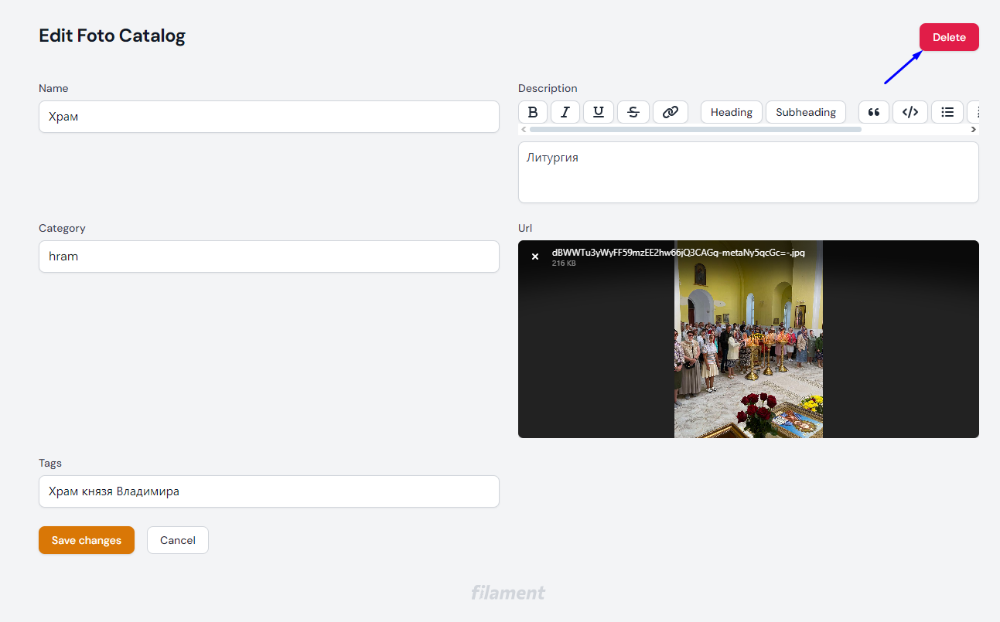 Edit Foto Catalog
Delete
Name
Храм
Description
Heading
Subheading
Литургия
Category
hram
Url
dBWWTu3yWyFF59mzEE2hw66jQ3CAGq-metaNy5qcGc=-.jpg
216 KB
Tags
Храм князя Владимира
Save changes
Cancel
filament